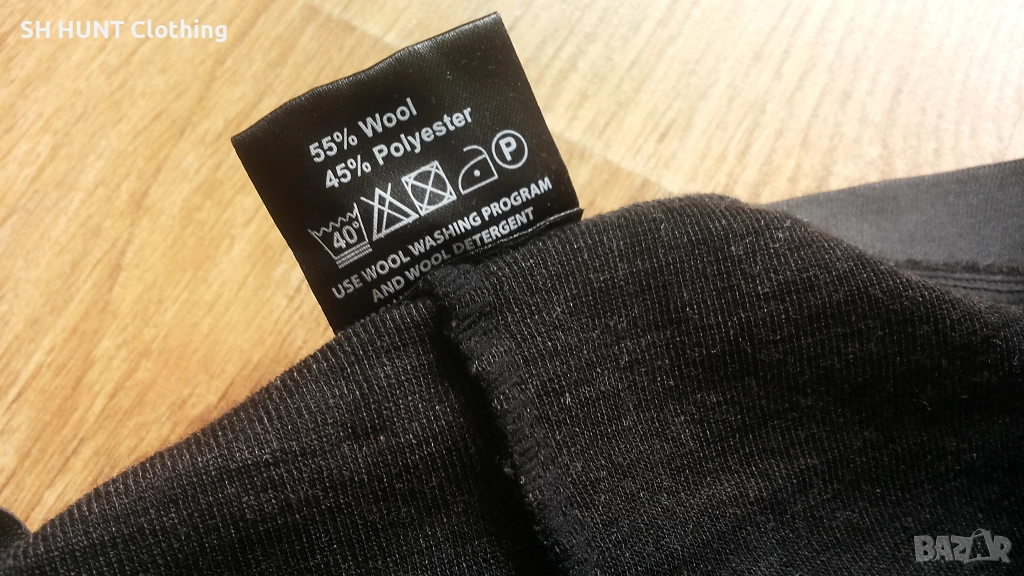 SH HUNT Clothing
55% Wool
45% Polyester
40° P
USE WOOL WASHING PROGRAM
AND WOOL DETERGENT
BAZAR